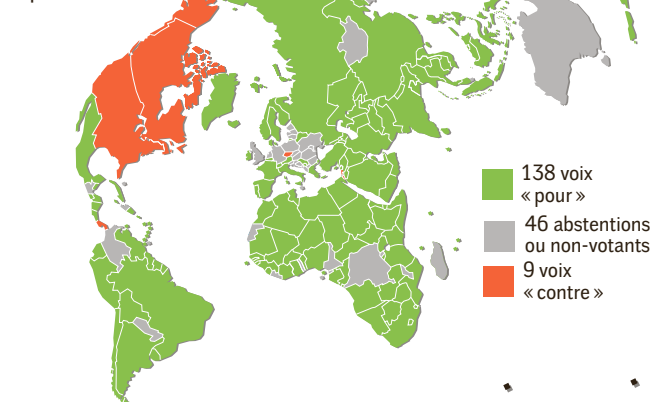 138 voix
« pour »
46 abstentions
ou non-votants
9 voix
« contre »